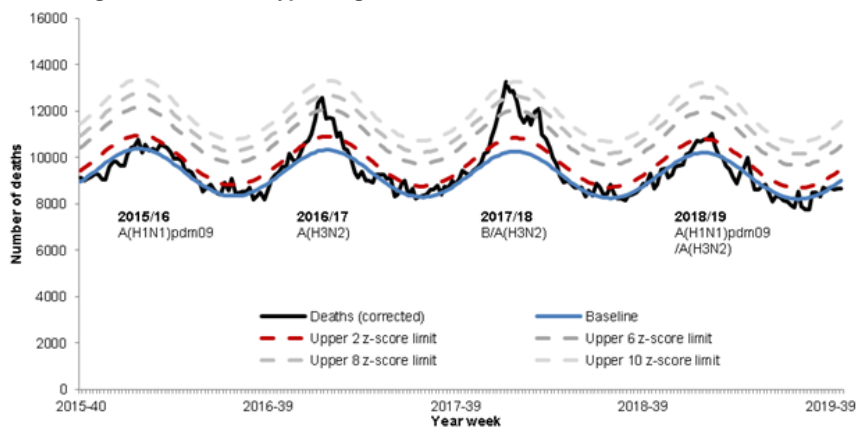 16000
14000
12000
10000
8000
6000
4000
2000
0
Number of deaths
2015/16
A(H1N1)pdm09
2016/17
A(H3N2)
2017/18
B/A(H3N2)
2018/19
A(H1N1)pdm09
/A(H3N2)
Deaths (corrected)
Baseline
Upper 2 z-score limit
Upper 6 z-score limit
Upper 8 z-score limit
Upper 10 z-score limit
2015-40
2016-39
2017-39
2018-39
2019-39
Year week